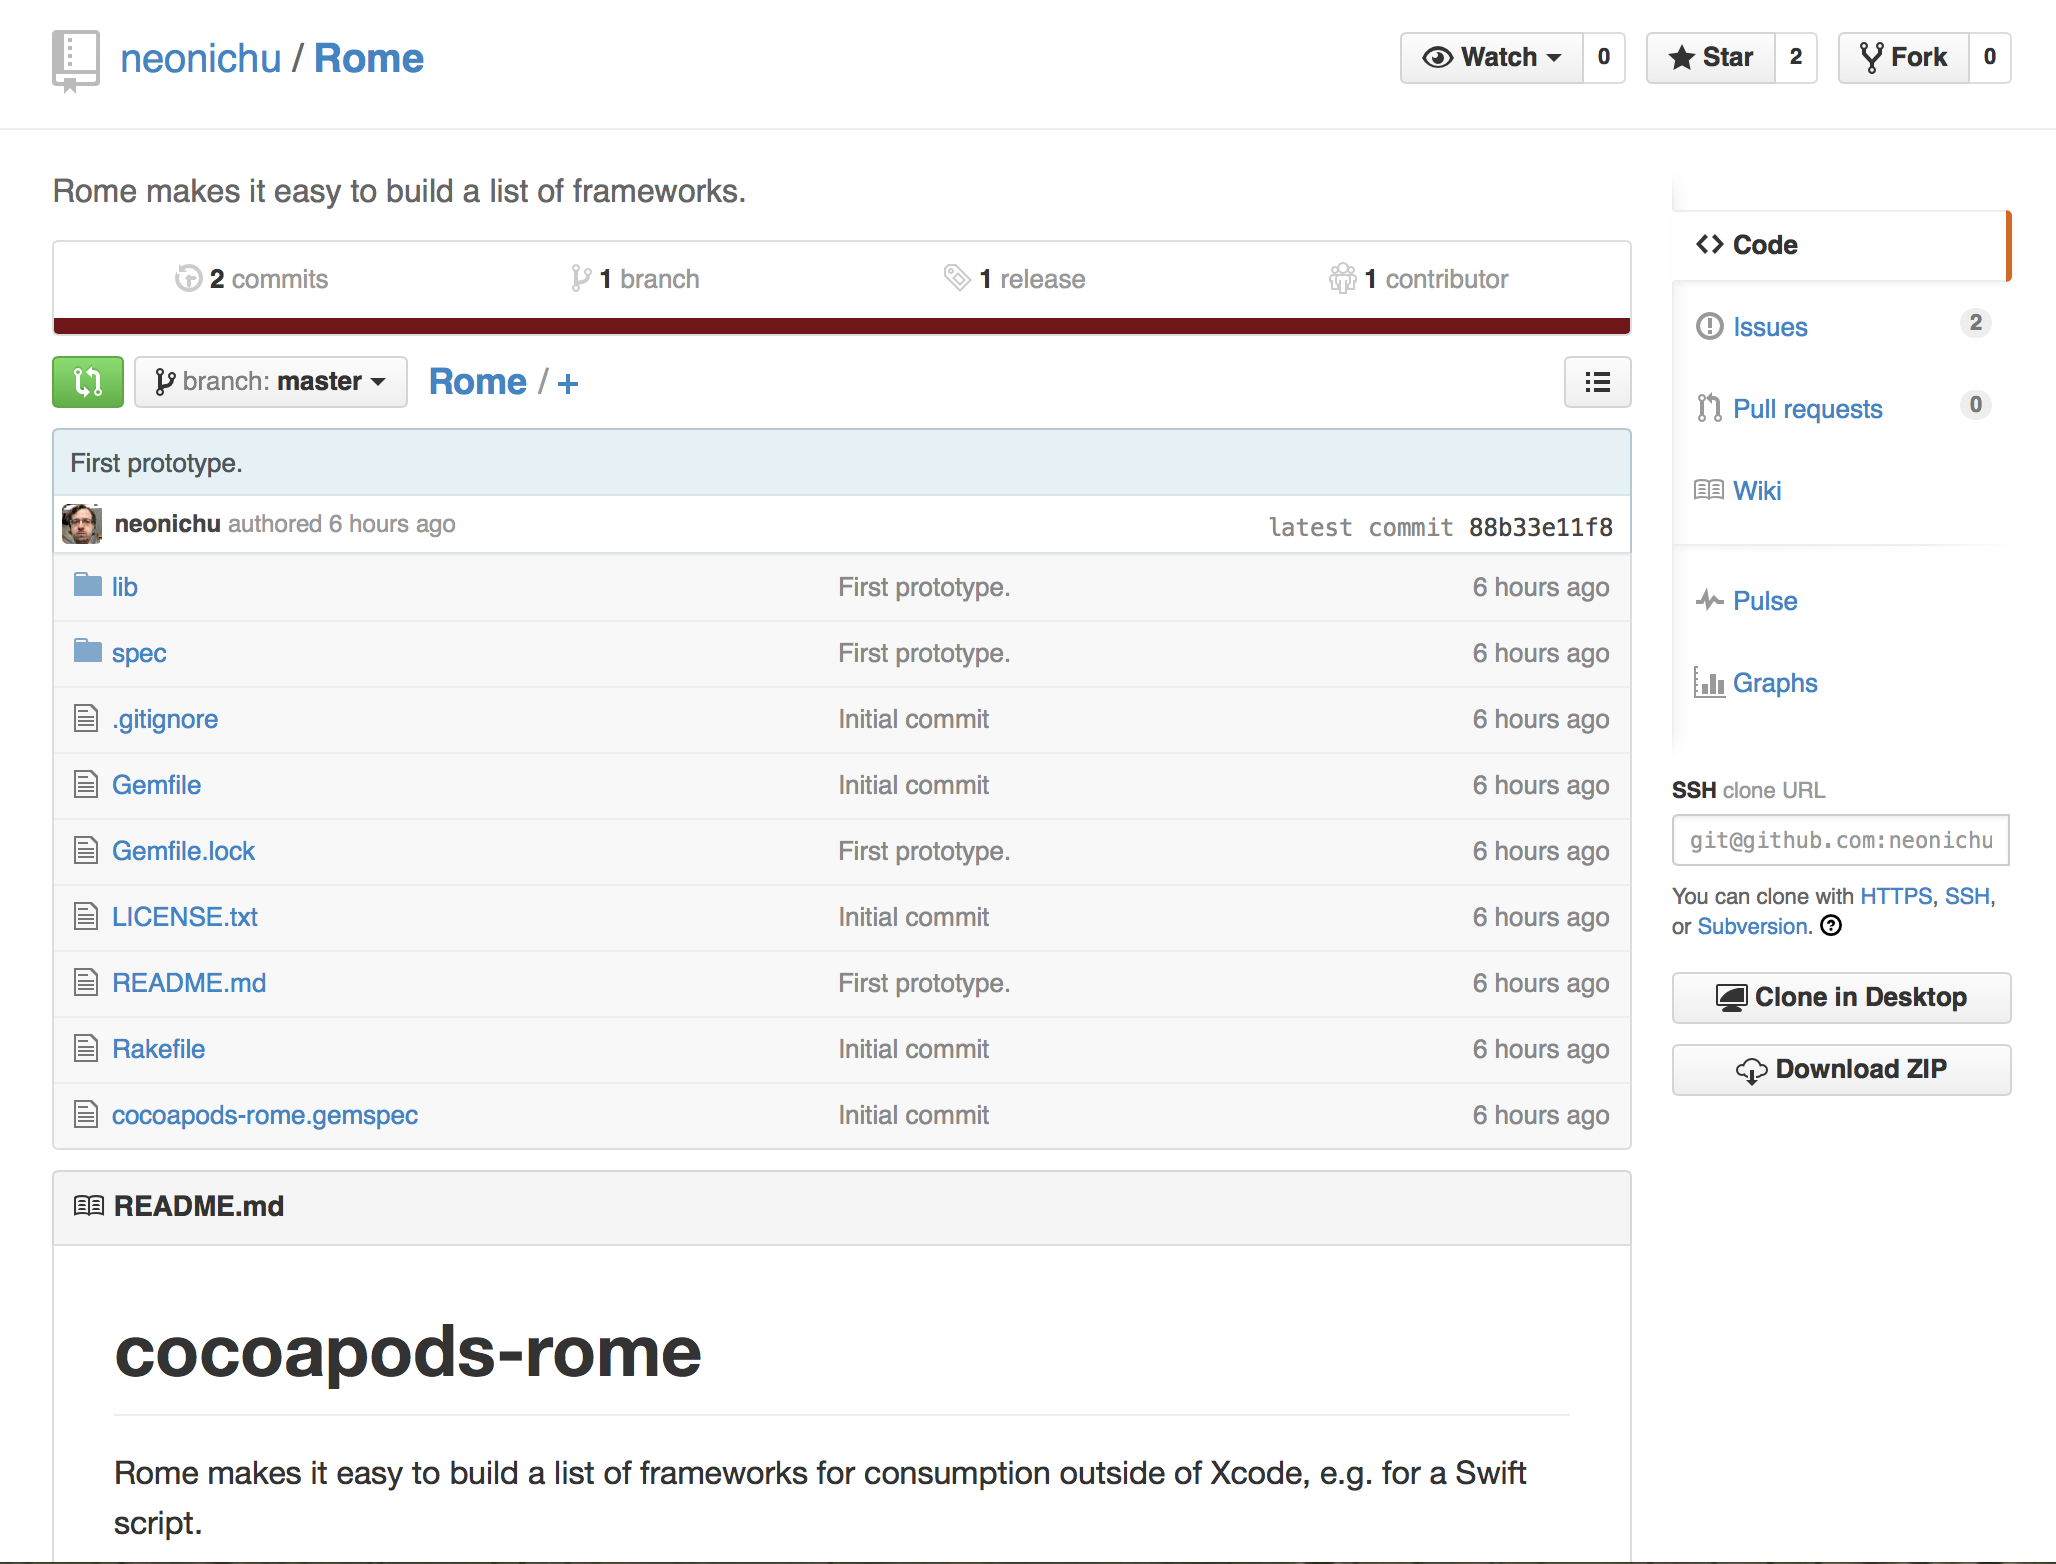 neonichu / Rome
Watch 0
Star 2
Fork 0
Rome makes it easy to build a list of frameworks.
2 commits
1 branch
1 release
1 contributor
branch: master
Rome / +
First prototype.
neonichu authored 6 hours ago
latest commit 88b33e11f8
lib First prototype. 6 hours ago
spec First prototype. 6 hours ago
.gitignore Initial commit 6 hours ago
Gemfile Initial commit 6 hours ago
Gemfile.lock First prototype. 6 hours ago
LICENSE.txt Initial commit 6 hours ago
README.md First prototype. 6 hours ago
Rakefile Initial commit 6 hours ago
cocoapods-rome.gemspec Initial commit 6 hours ago
README.md
cocoapods-rome
Rome makes it easy to build a list of frameworks for consumption outside of Xcode, e.g. for a Swift
script.
Code
Issues 2
Pull requests 0
Wiki
Pulse
Graphs
SSH clone URL
git@github.com:neonichu
You can clone with HTTPS, SSH,
or Subversion.
Clone in Desktop
Download ZIP